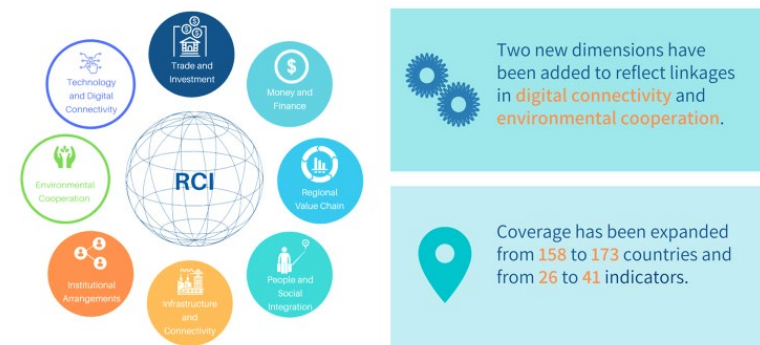 Trade and
Investment
Money and
Finance
Regional
Value Chain
People and
Social
Integration
Infrastructure
and
Connectivity
Institutional
Arrangements
Environmental
Cooperation
Technology
and Digital
Connectivity
RCI
Two new dimensions have
been added to reflect linkages
in digital connectivity and
environmental cooperation.
Coverage has been expanded
from 158 to 173 countries and
from 26 to 41 indicators.